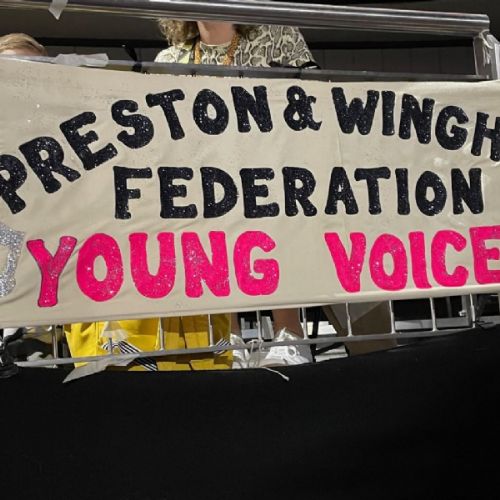 PRESTON & WINGH
FEDERATION
YOUNG VOICE